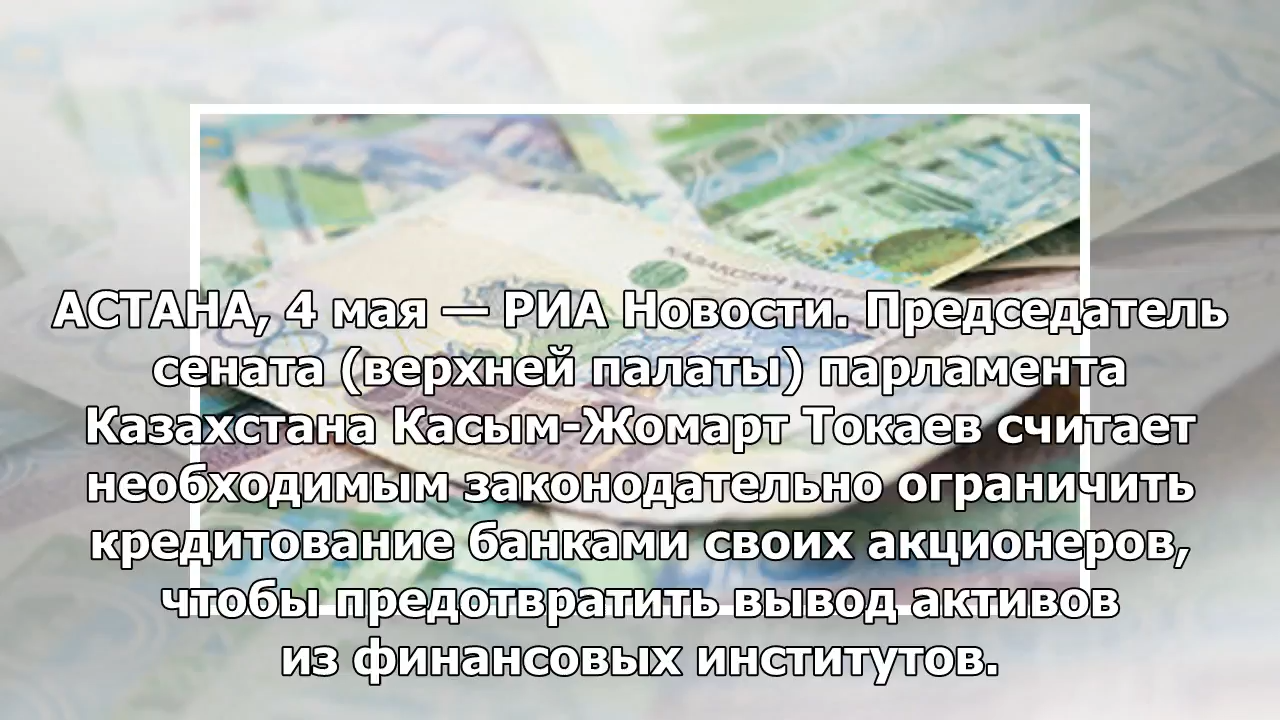 АСТАНА, 4 мая — РИА Новости. Председатель
сената (верхней палаты) парламента
Казахстана Касым-Жомарт Токаев считает
необходимым законодательно ограничить
кредитование банками своих акционеров,
чтобы предотвратить вывод активов
из финансовых институтов.